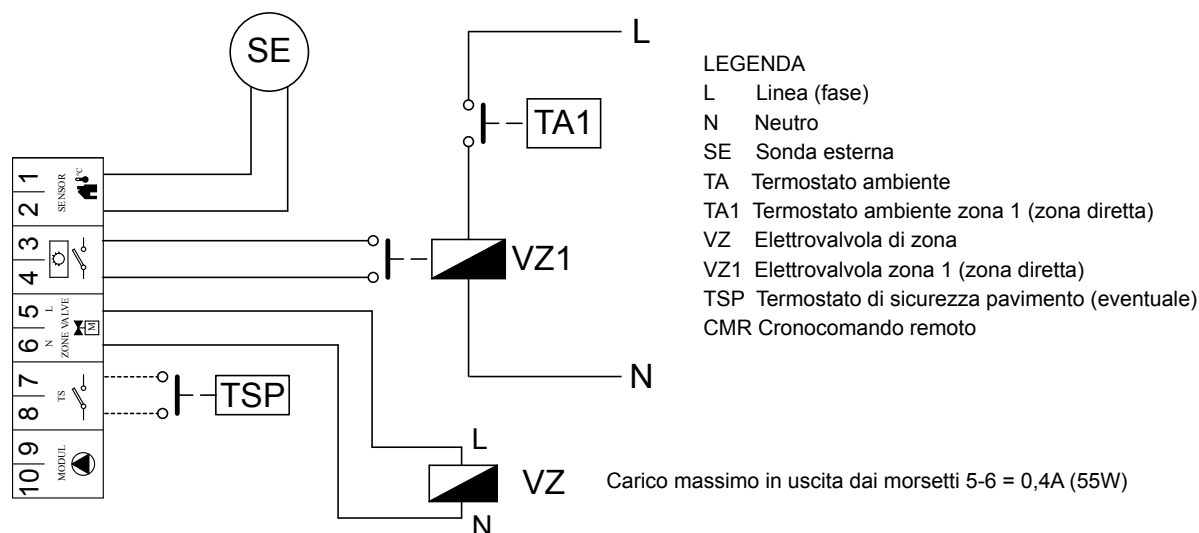 SE
L
TA1
VZ1
N
1
2
SENSOR
°C
3
4
5
6
L
N
ZONE VALVE
M
7
8
TS
TSP
9
10
MODUL
L
VZ
N
LEGENDA
L Linea (fase)
N Neutro
SE Sonda esterna
TA Termostato ambiente
TA1 Termostato ambiente zona 1 (zona diretta)
VZ Elettrovalvola di zona
VZ1 Elettrovalvola zona 1 (zona diretta)
TSP Termostato di sicurezza pavimento (eventuale)
CMR Cronocomando remoto
Carico massimo in uscita dai morsetti 5-6 = 0,4A (55W)